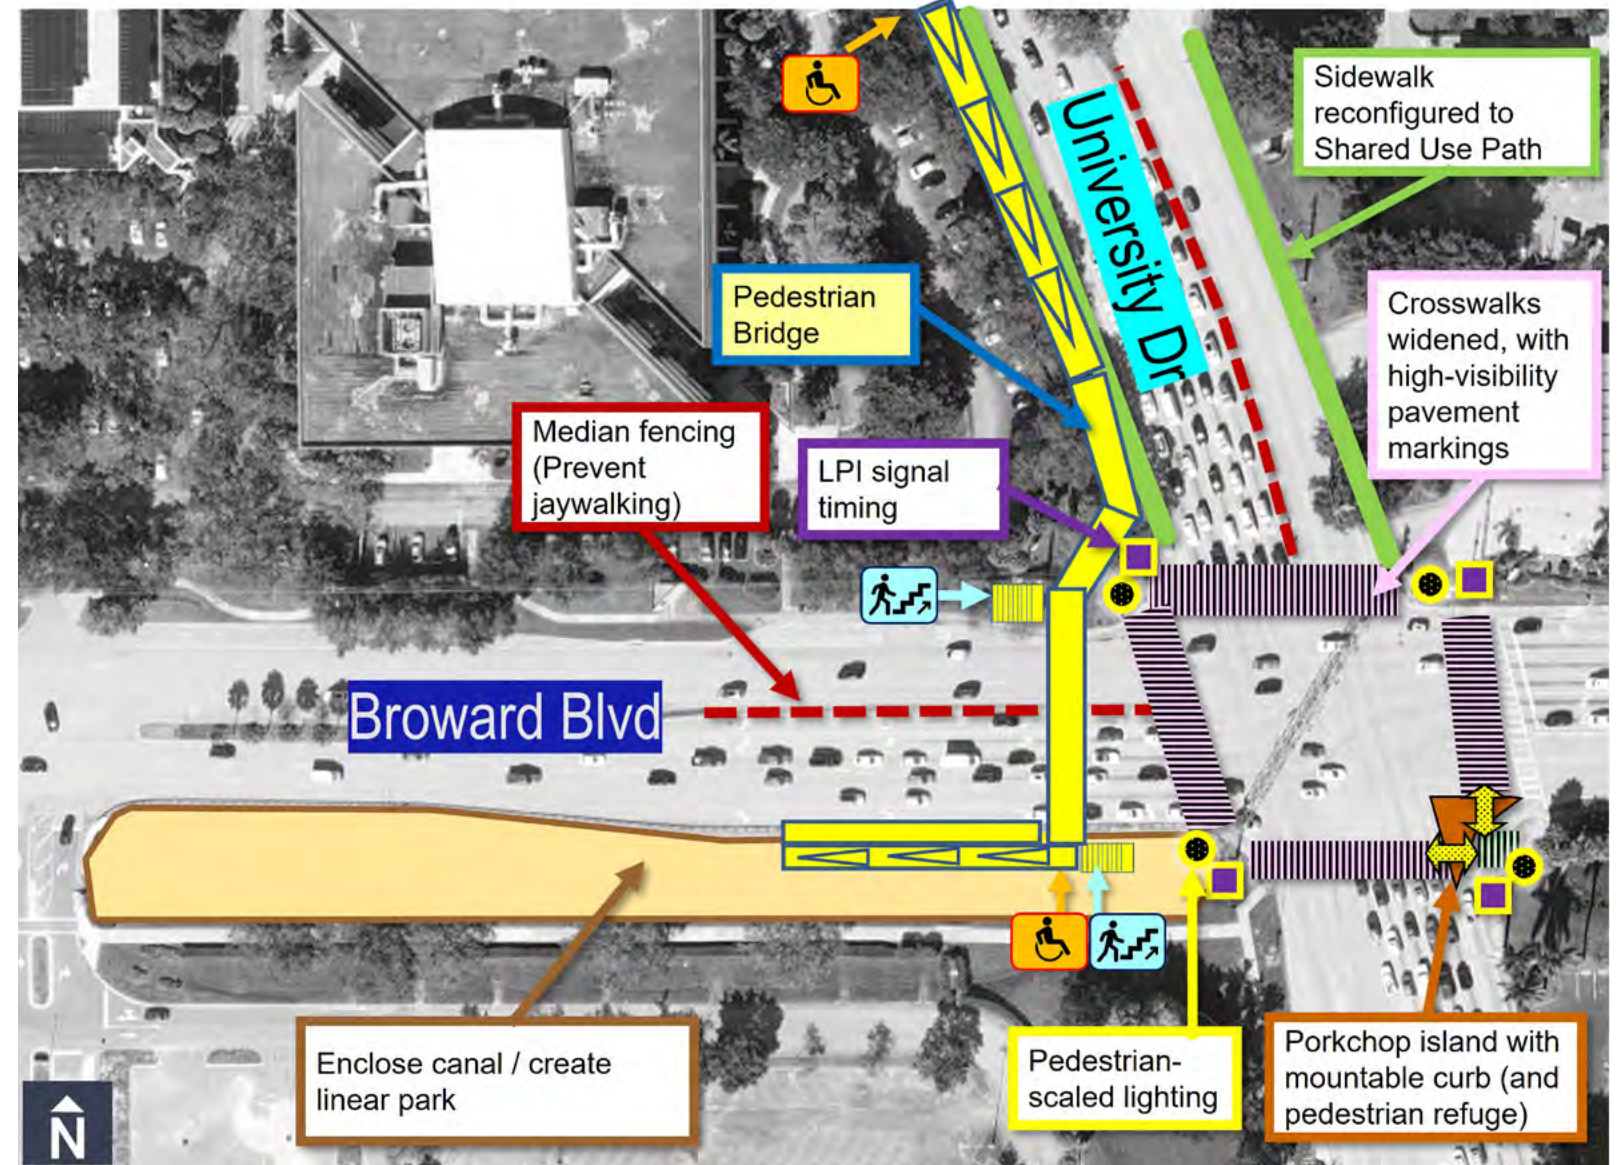 Sidewalk
reconfigured to
Shared Use Path
University Dr
Pedestrian
Bridge
Crosswalks
widened, with
high-visibility
pavement
markings
Median fencing
(Prevent
jaywalking)
LPI signal
timing
Broward Blvd
Enclose canal / create
linear park
Pedestrian-
scaled lighting
Porkchop island with
mountable curb (and
pedestrian refuge)
N